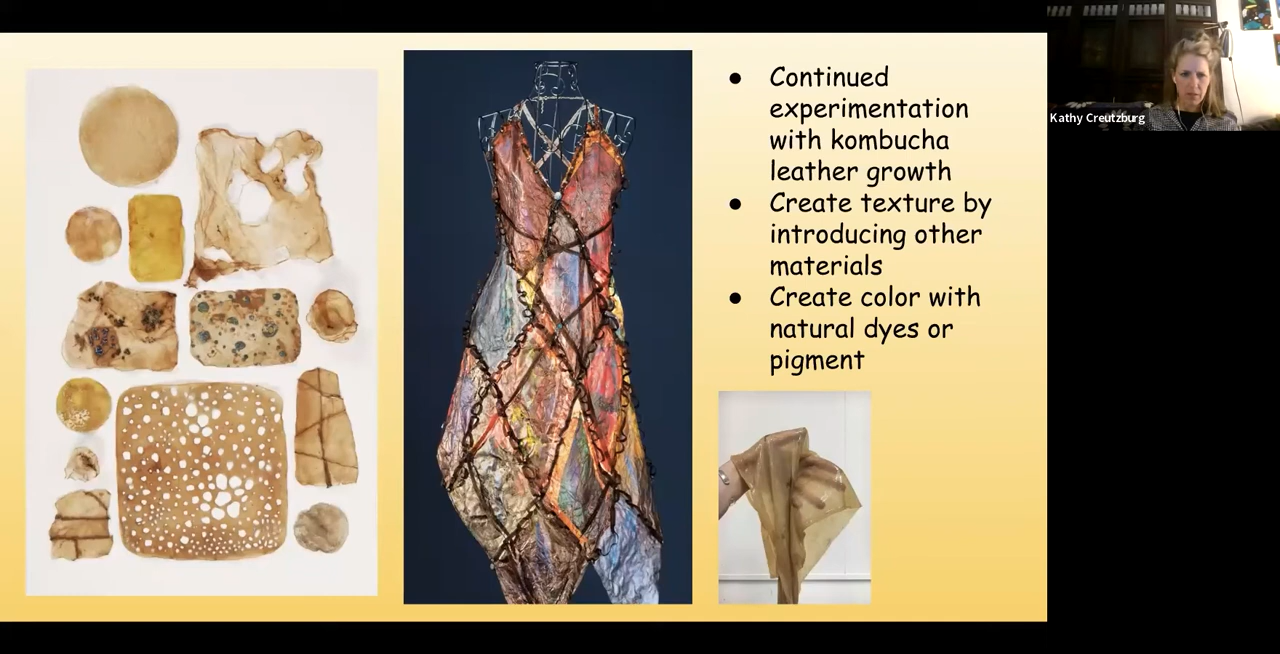 ● Continued
experimentation
with kombucha
leather growth
● Create texture by
introducing other
materials
● Create color with
natural dyes or
pigment
Kathy Creutzburg